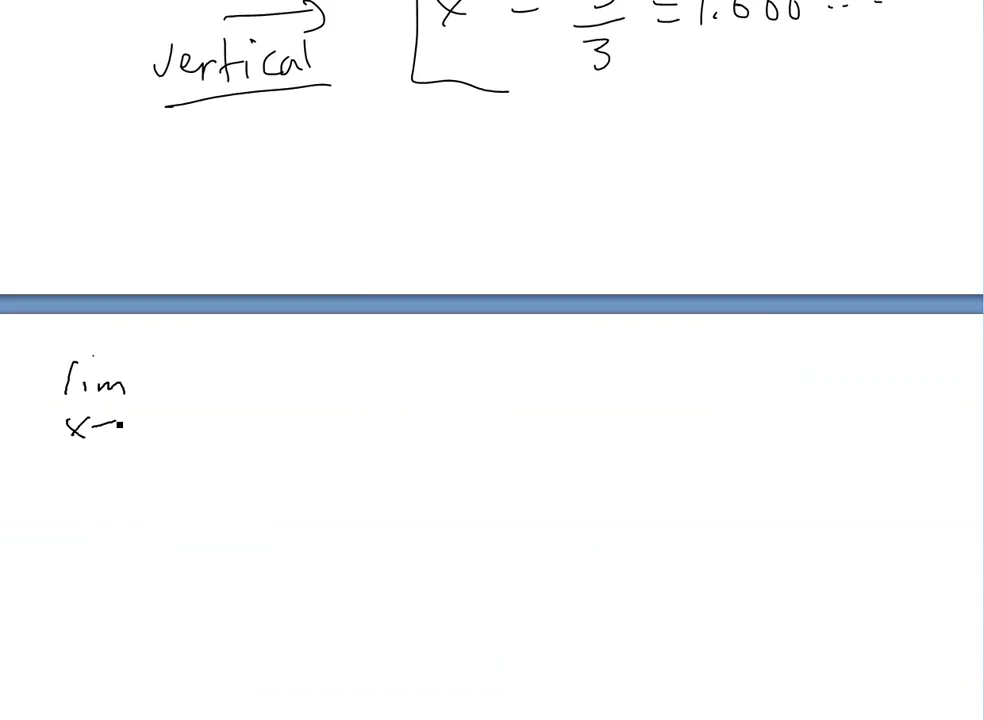 x = 5/3 = 1.666...
vertical
lim
x→